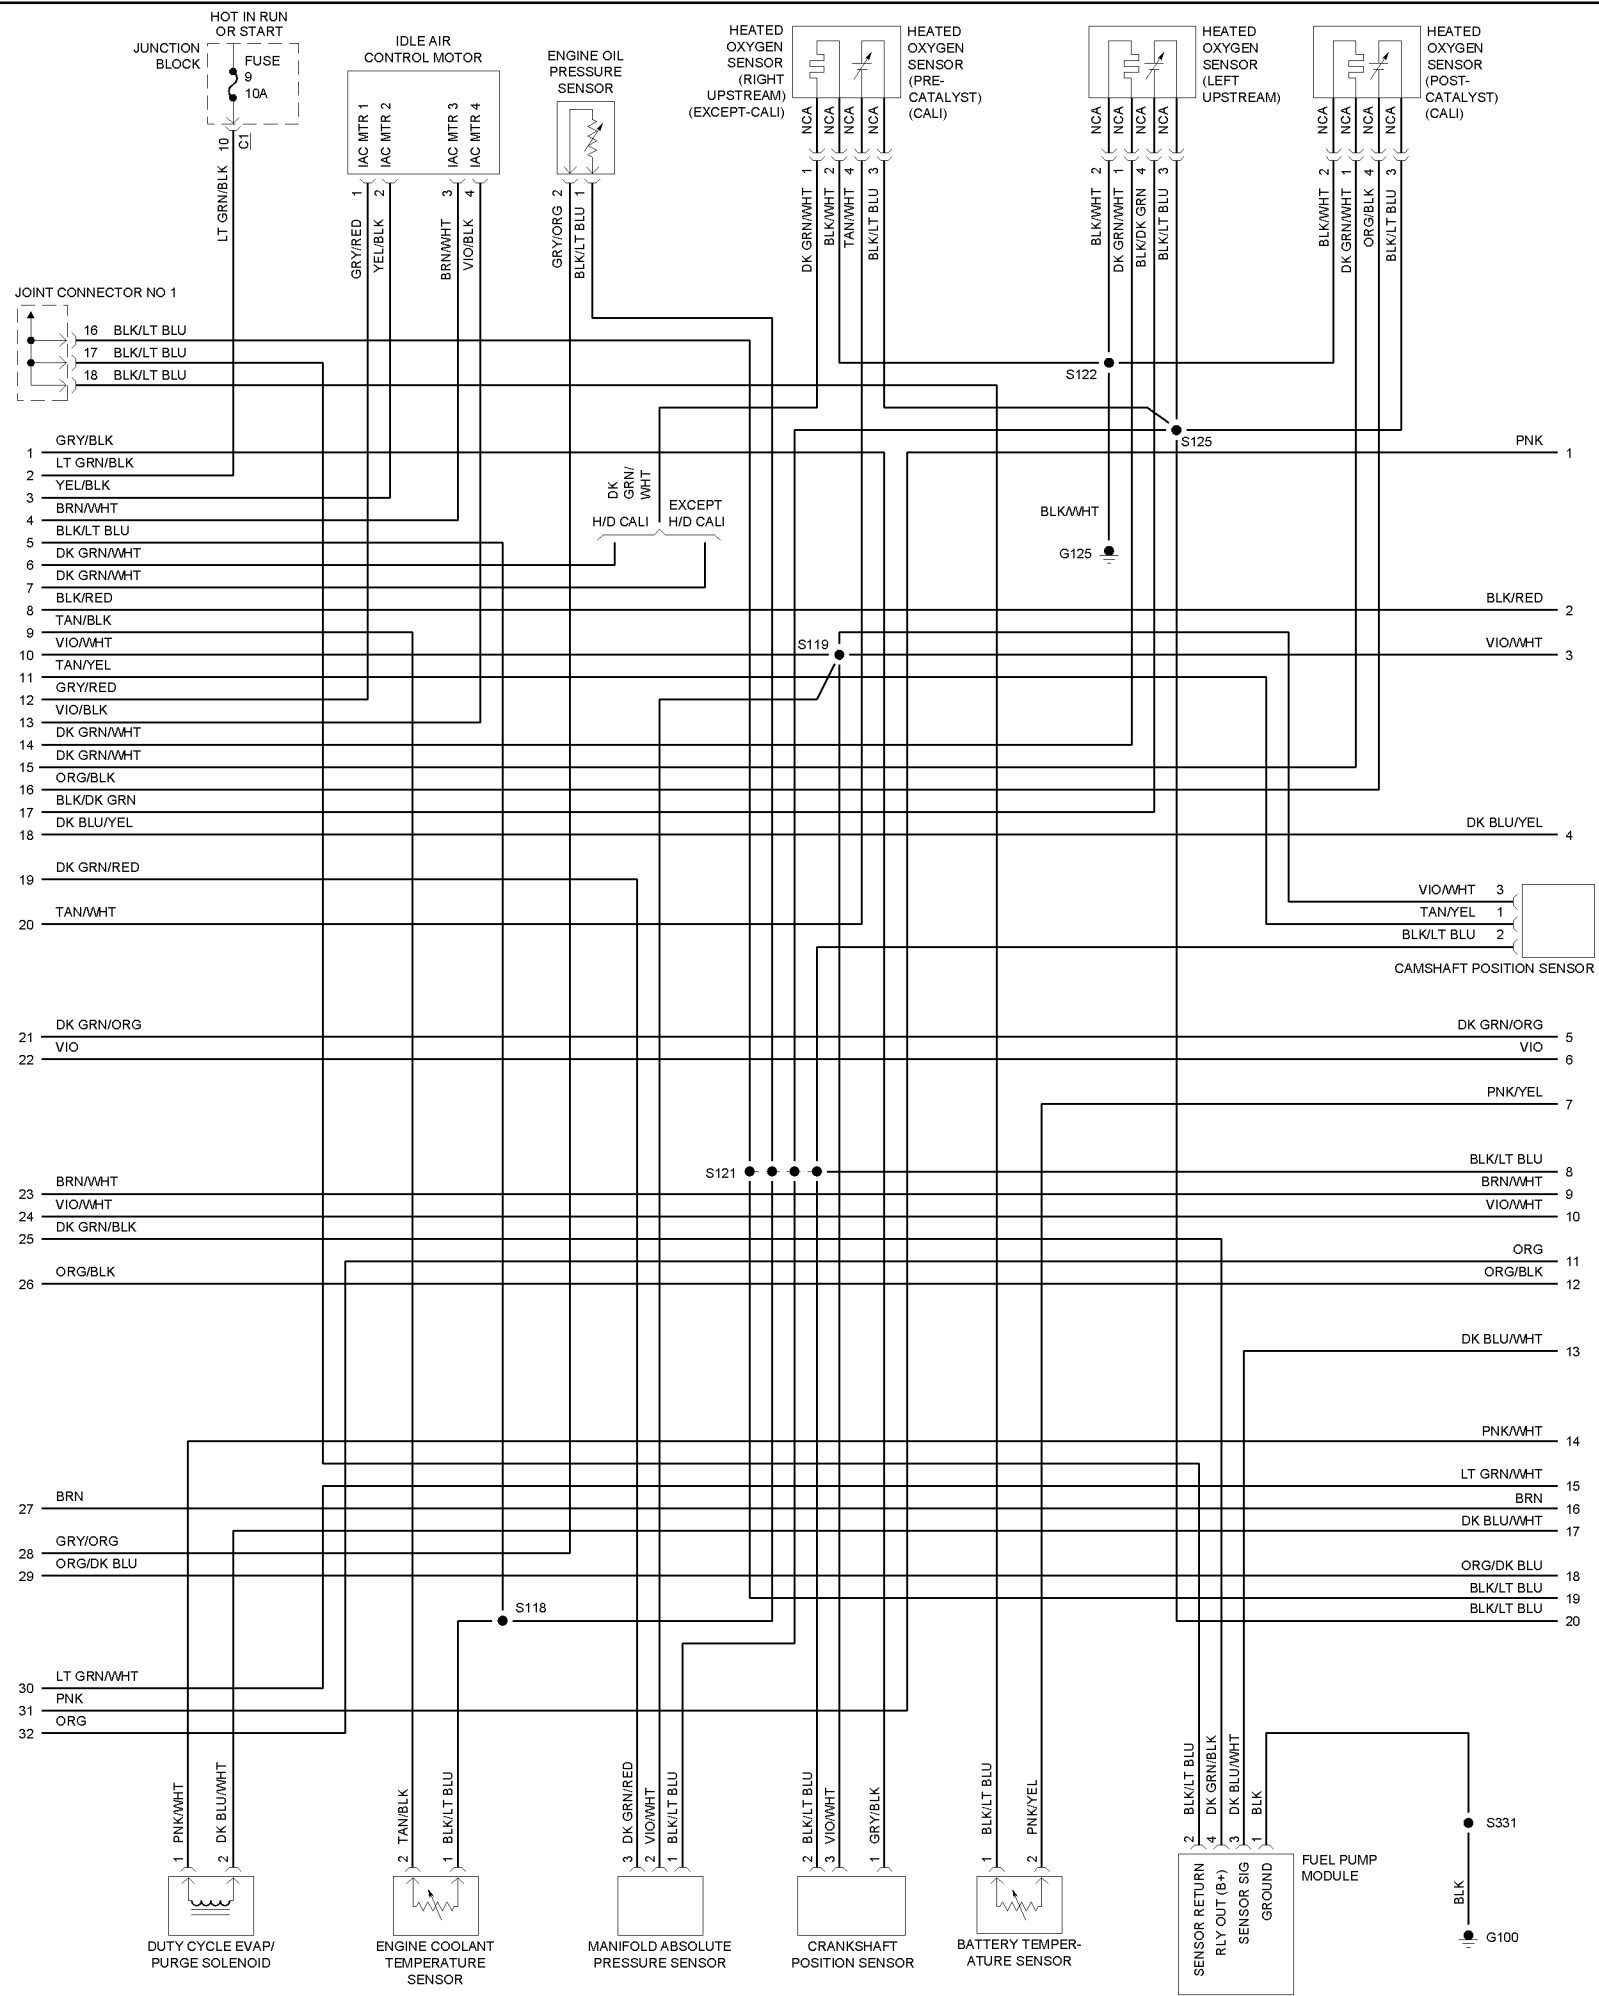 HOT IN RUN
OR START
JUNCTION
BLOCK
FUSE
9
10A
10
C1
LT GRN/BLK
IDLE AIR
CONTROL MOTOR
IAC MTR 1
IAC MTR 2
IAC MTR 3
IAC MTR 4
1
2
3
4
GRY/RED
YEL/BLK
BRN/WHT
VIO/BLK
ENGINE OIL
PRESSURE
SENSOR
GRY/ORG 2
BLK/LT BLU 1
HEATED
OXYGEN
SENSOR
(RIGHT
UPSTREAM)
(EXCEPT-CALI)
HEATED
OXYGEN
SENSOR
(PRE-
CATALYST)
(CALI)
NCA
NCA
NCA
NCA
DK GRN/WHT 1
BLK/WHT 2
TAN/WHT 4
BLK/LT BLU 3
HEATED
OXYGEN
SENSOR
(LEFT
UPSTREAM)
NCA
NCA
NCA
NCA
BLK/WHT 2
DK GRN/WHT 1
BLK/DK GRN 4
BLK/LT BLU 3
HEATED
OXYGEN
SENSOR
(POST-
CATALYST)
(CALI)
NCA
NCA
NCA
NCA
BLK/WHT 2
DK GRN/WHT 1
ORG/BLK 4
BLK/LT BLU 3
JOINT CONNECTOR NO 1
16 BLK/LT BLU
17 BLK/LT BLU
18 BLK/LT BLU
S122
S125
DK
GRN/
WHT
H/D CALI
EXCEPT
H/D CALI
BLK/WHT
G125
S119
1 GRY/BLK
2 LT GRN/BLK
3 YEL/BLK
4 BRN/WHT
5 BLK/LT BLU
6 DK GRN/WHT
7 DK GRN/WHT
8 BLK/RED
9 TAN/BLK
10 VIO/WHT
11 TAN/YEL
12 GRY/RED
13 VIO/BLK
14 DK GRN/WHT
15 DK GRN/WHT
16 ORG/BLK
17 BLK/DK GRN
18 DK BLU/YEL
19 DK GRN/RED
20 TAN/WHT
21 DK GRN/ORG
22 VIO
23 BRN/WHT
24 VIO/WHT
25 DK GRN/BLK
26 ORG/BLK
27 BRN
28 GRY/ORG
29 ORG/DK BLU
30 LT GRN/WHT
31 PNK
32 ORG
PNK 1
BLK/RED 2
VIO/WHT 3
DK BLU/YEL 4
VIO/WHT 3
TAN/YEL 1
BLK/LT BLU 2
CAMSHAFT POSITION SENSOR
DK GRN/ORG 5
VIO 6
PNK/YEL 7
S121
BLK/LT BLU 8
BRN/WHT 9
VIO/WHT 10
ORG 11
ORG/BLK 12
DK BLU/WHT 13
PNK/WHT 14
LT GRN/WHT 15
BRN 16
DK BLU/WHT 17
ORG/DK BLU 18
BLK/LT BLU 19
BLK/LT BLU 20
S118
1 PNK/WHT
2 DK BLU/WHT
DUTY CYCLE EVAP/
PURGE SOLENOID
2 TAN/BLK
1 BLK/LT BLU
ENGINE COOLANT
TEMPERATURE
SENSOR
3 DK GRN/RED
2 VIO/WHT
1 BLK/LT BLU
MANIFOLD ABSOLUTE
PRESSURE SENSOR
2 BLK/LT BLU
3 VIO/WHT
1 GRY/BLK
CRANKSHAFT
POSITION SENSOR
1 BLK/LT BLU
2 PNK/YEL
BATTERY TEMPER-
ATURE SENSOR
2 BLK/LT BLU
4 DK GRN/BLK
3 DK BLU/WHT
1 BLK
SENSOR RETURN
RLY OUT (B+)
SENSOR SIG
GROUND
FUEL PUMP
MODULE
S331
BLK
G100